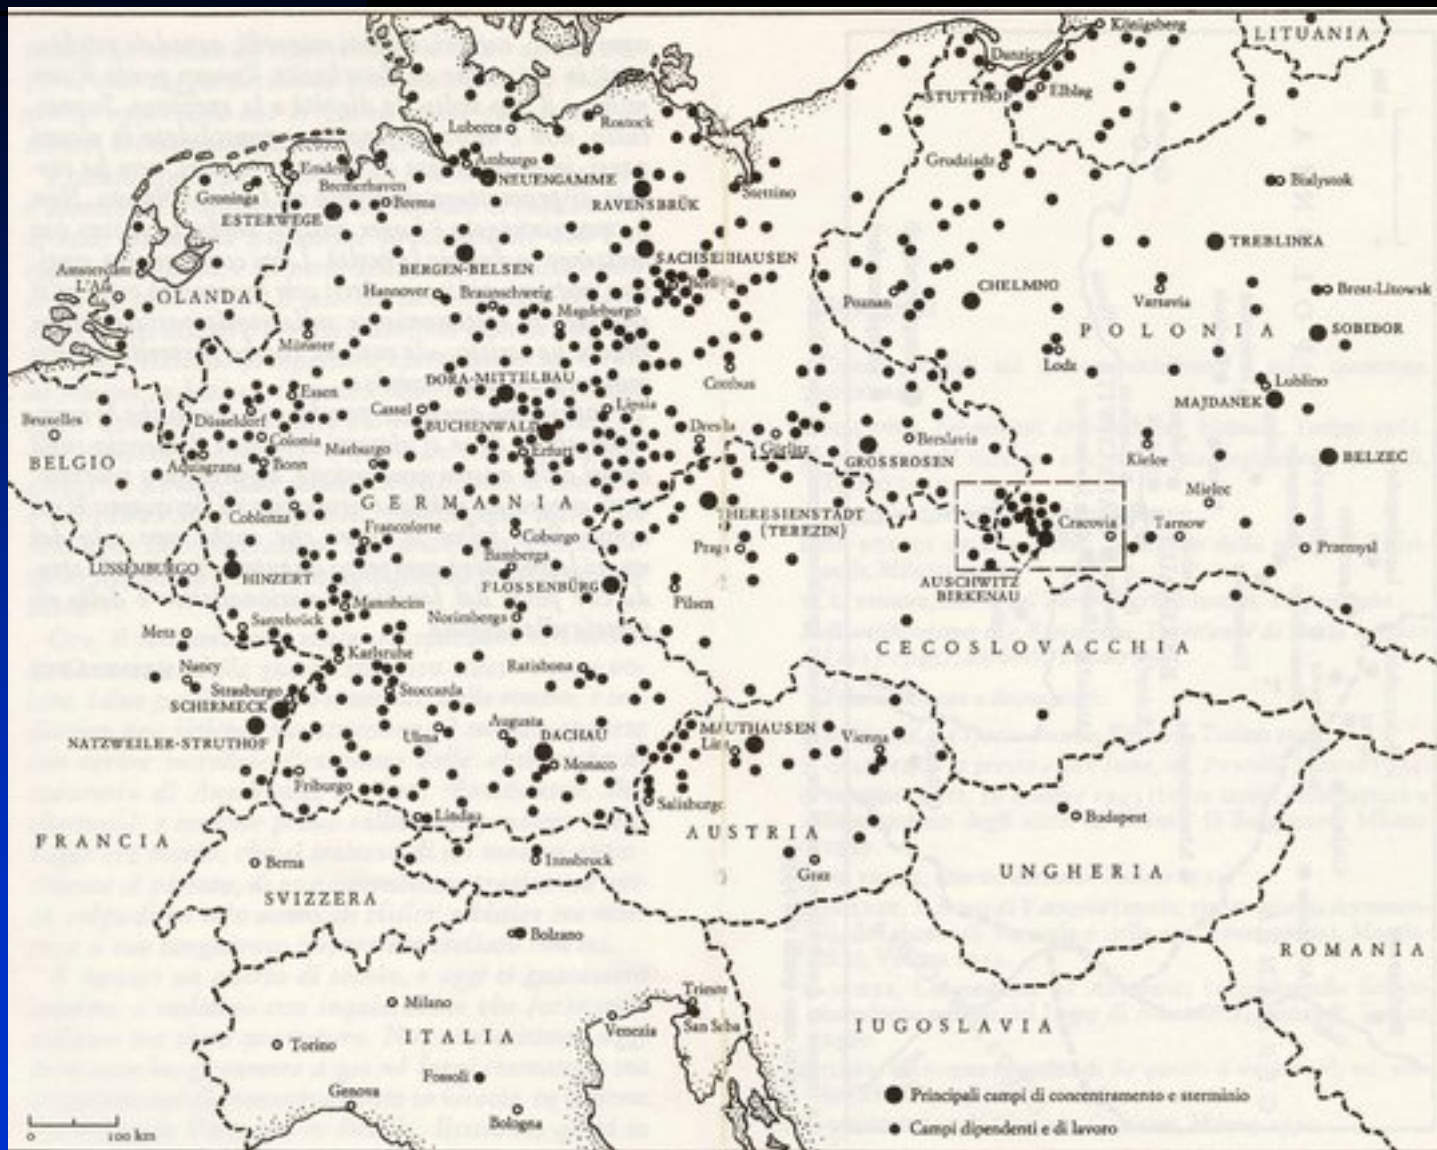 LITUANIA
Königsberg
Danzica
STUTTHOF
Elblag
Lubecca
Rostock
Amburgo
Emden
Bremerhaven
NEUENGAMME
Grudziadz
Stettino
Bialystok
Groninga
Brema
RAVENSBRÜK
ESTERWEGE
TREBLINKA
BERGEN-BELSEN
SACHSENHAUSEN
Amsterdam
L'Aia
OLANDA
Hannover
Braunschweig
Berlino
Magdeburgo
Poznan
CHELMNO
Varsavia
Brest-Litowsk
POLONIA
SOBIBOR
Münster
Lodz
DORA-MITTELBAU
Cottbus
Lublino
Essen
MAJDANEK
Bruxelles
Düsseldorf
Cassel
Lipsia
BUCHENWALD
Dresda
Colonia
Marburgo
Erfurt
Görlitz
Breslavia
Kielce
BELGIO
Aquisgrana
Bonn
GROSSROSEN
BELZEC
GERMANIA
Mielec
Coblenza
THERESIENSTADT
(TEREZIN)
Francoforte
Coburgo
Cracovia
Tarnow
Praga
Przemysl
Bamberga
LUSSEMBURGO
HINZERT
FLOSSENBÜRG
AUSCHWITZ
BIRKENAU
Mannheim
Pilsen
Norimberga
Saarebrück
Metz
CECOSLOVACCHIA
Karlsruhe
Nancy
Ratisbona
Strasburgo
Stoccarda
SCHIRMECK
Augusta
MAUTHAUSEN
Ulma
DACHAU
Linz
Vienna
NATZWEILER-STRUTHOF
Monaco
Friburgo
Salisburgo
Lindau
Budapest
FRANCIA
AUSTRIA
Berna
Innsbruck
Graz
UNGHERIA
SVIZZERA
Bolzano
ROMANIA
Trieste
Milano
Venezia
San Saba
IUGOSLAVIA
Torino
ITALIA
Fossoli
Genova
Principali campi di concentramento e sterminio
Bologna
Campi dipendenti e di lavoro
0 100 km